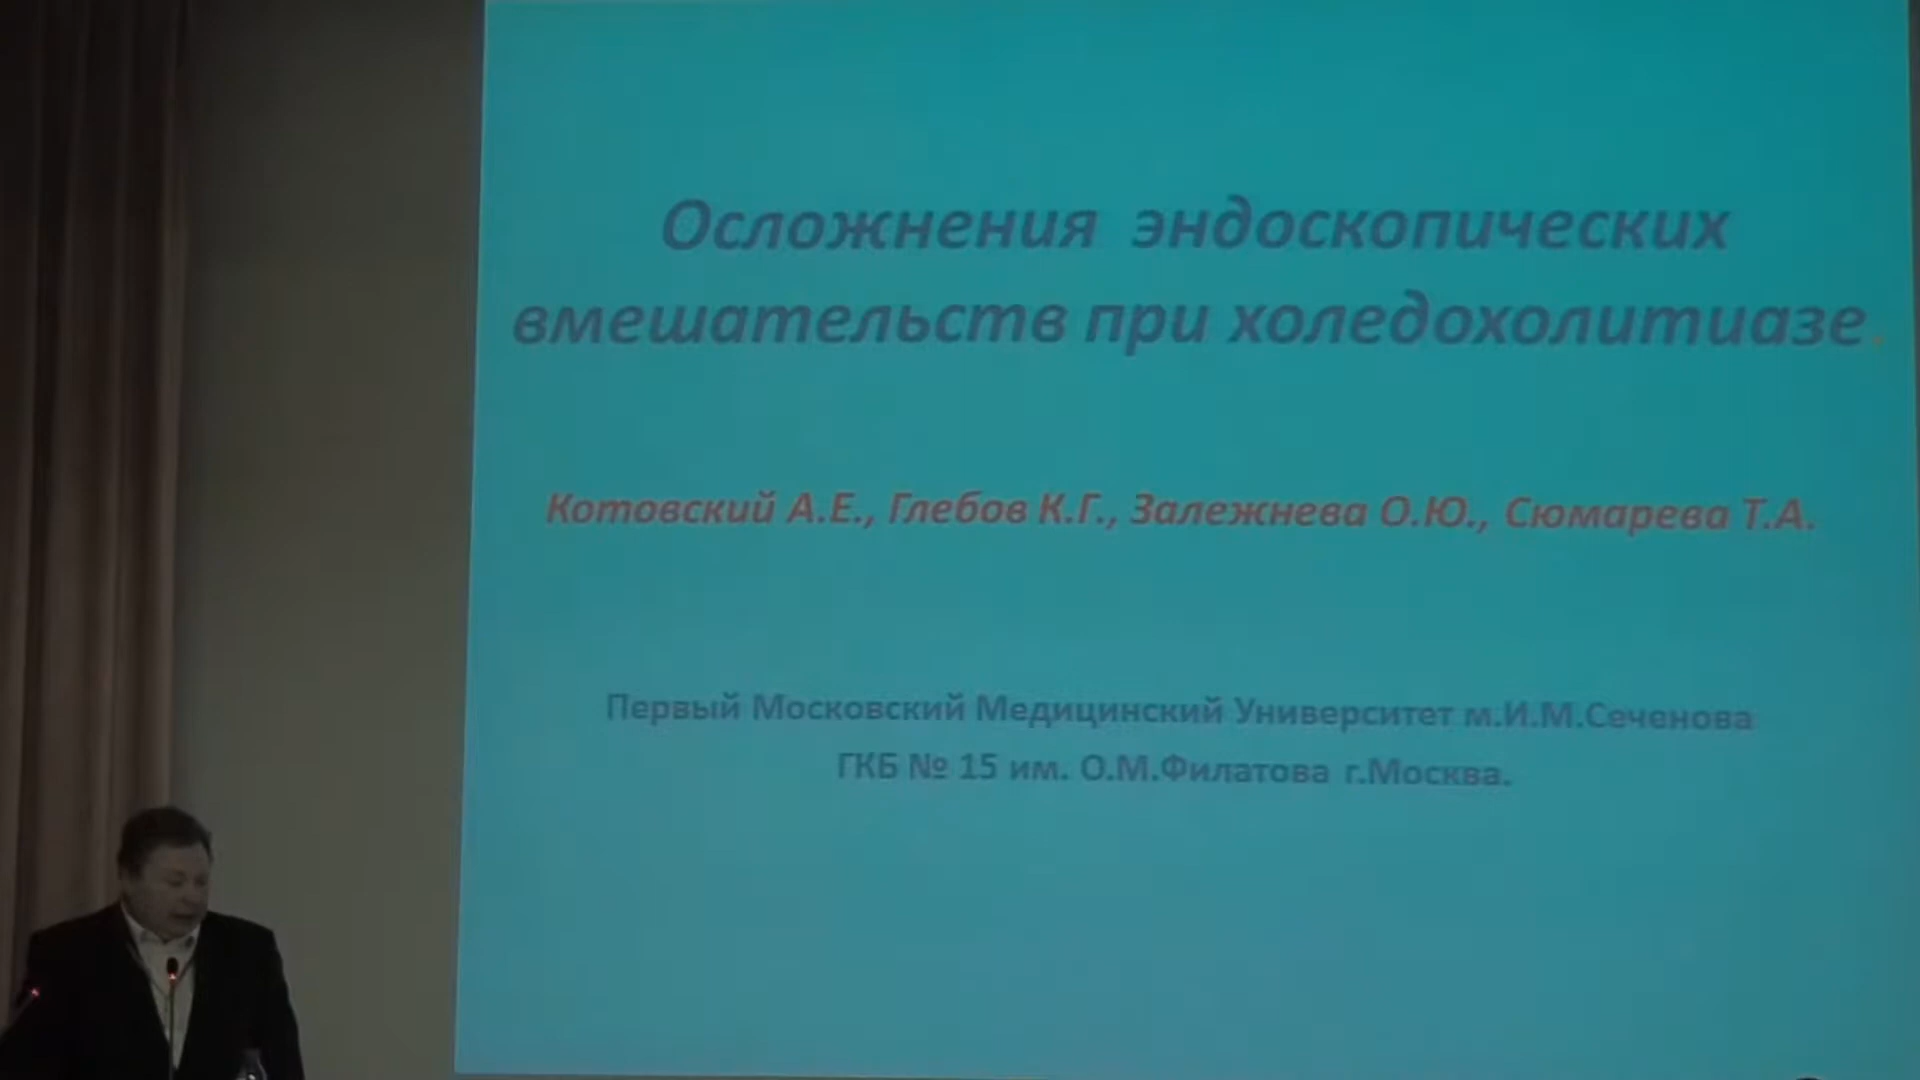 Осложнения эндоскопических
вмешательств при холедохолитиазе.
Котовский А.Е., Глебов К.Г., Залежнева О.Ю., Сюмарева Т.А.
Первый Московский Медицинский Университет м.И.М.Сеченова
ГКБ № 15 им. О.М.Филатова г.Москва.